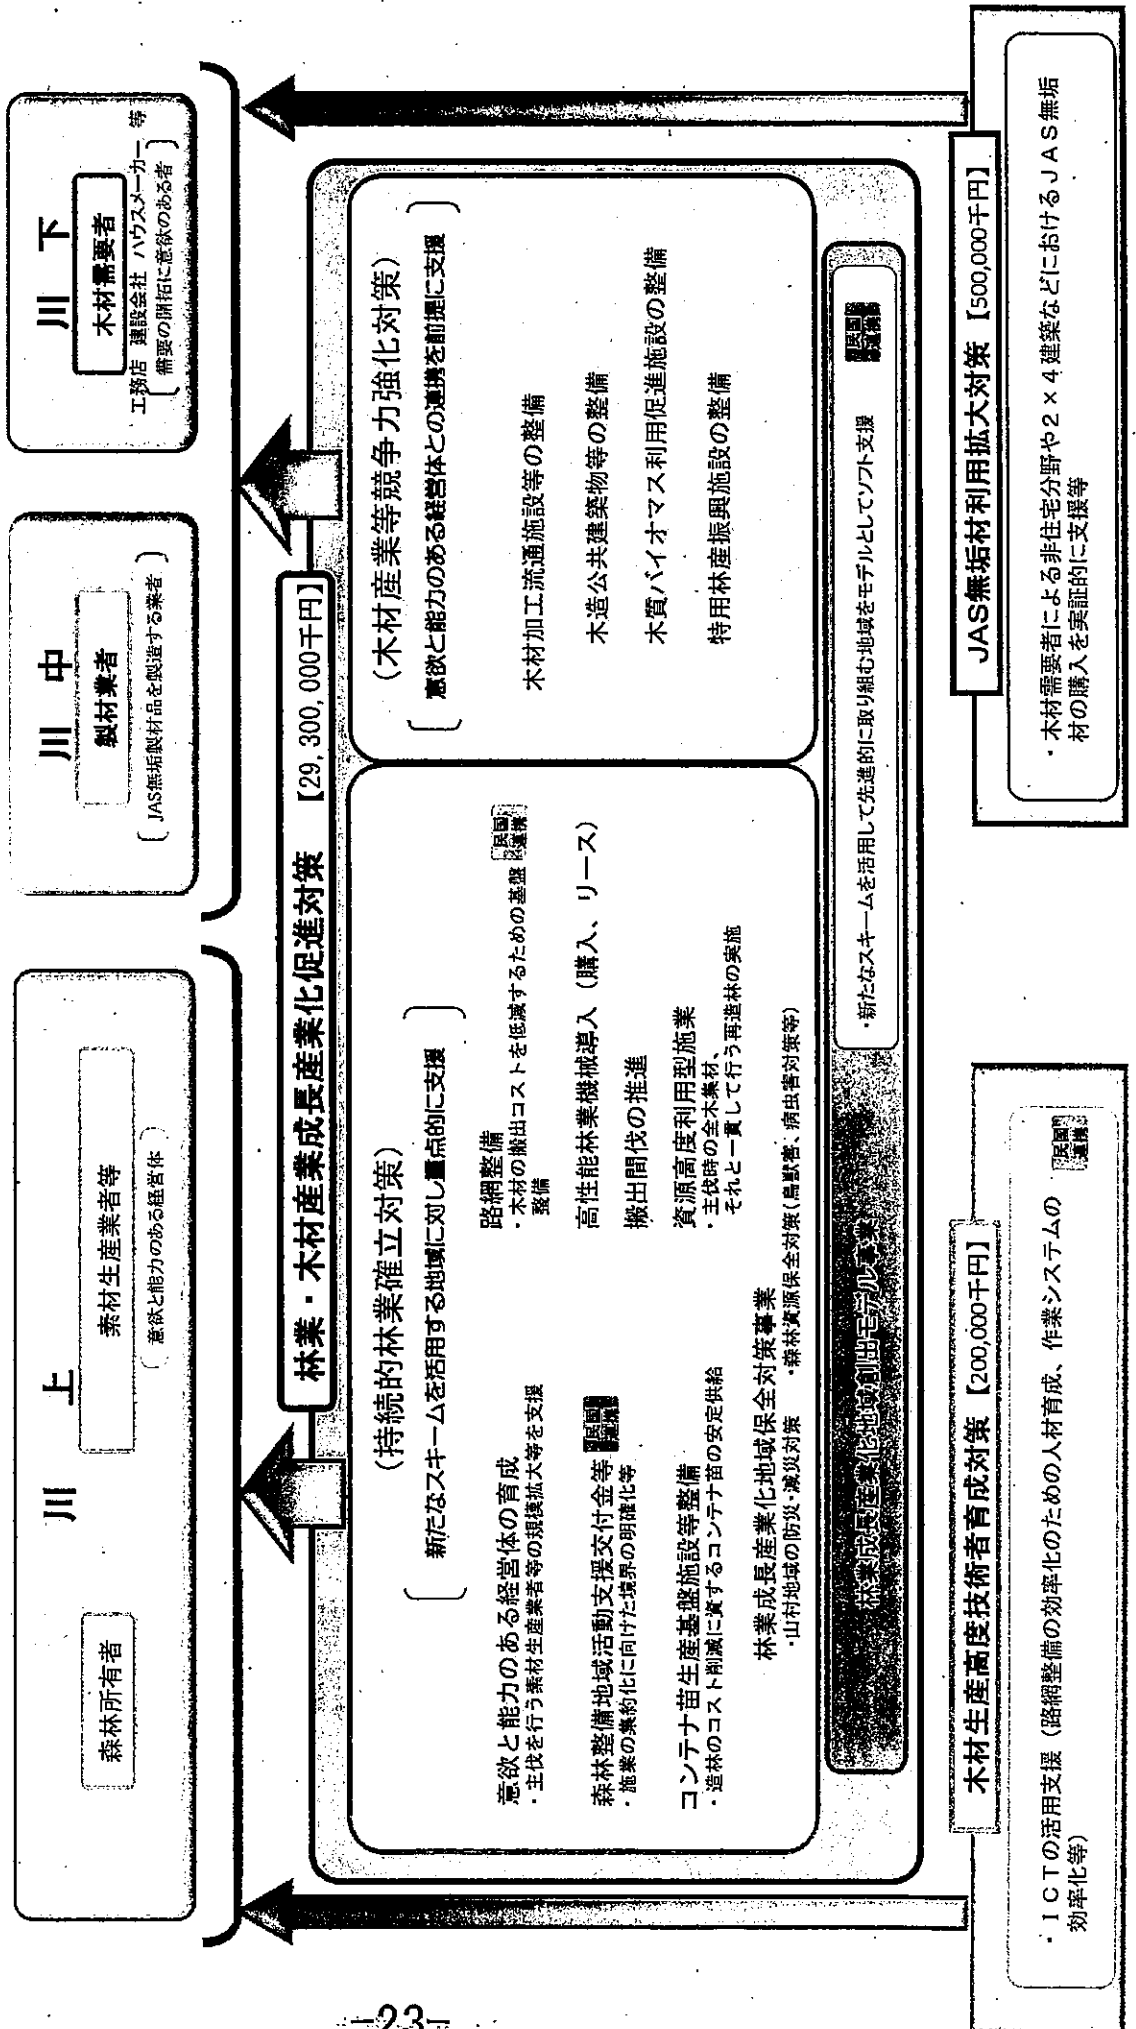 川　上
森林所有者
素材生産業者等
意欲と能力のある経営体
川　中
製材業者
JAS無垢製材品を製造する業者
川　下
木材需要者
工務店　建設会社　ハウスメーカー　等
需要の開拓に意欲のある者
林業・木材産業成長産業化促進対策　【29,300,000千円】
（持続的林業確立対策）
新たなスキームを活用する地域に対し重点的に支援
意欲と能力のある経営体の育成
・主伐を行う素材生産業者等の規模拡大等を支援
森林整備地域活動支援交付金等
民国
連携
・施業の集約化に向けた境界の明確化等
コンテナ苗生産基盤施設等整備
・造林のコスト削減に資するコンテナ苗の安定供給
路網整備
・木材の搬出コストを低減するための基盤
整備
民国
連携
高性能林業機械導入（購入、リース）
搬出間伐の推進
資源高度利用型施業
・主伐時の全木集材、
それと一貫して行う再造林の実施
林業成長産業化地域保全対策事業
・山村地域の防災・減災対策　・森林資源保全対策（鳥獣害、病虫害対策等）
（木材産業等競争力強化対策）
意欲と能力のある経営体との連携を前提に支援
木材加工流通施設等の整備
木造公共建築物等の整備
木質バイオマス利用促進施設の整備
特用林産振興施設の整備
林業成長産業化地域創出モデル事業
・新たなスキームを活用して先進的に取り組む地域をモデルとしてソフト支援
民国
連携
木材生産高度技術者育成対策　【200,000千円】
・ＩＣＴの活用支援（路網整備の効率化のための人材育成、作業システムの
効率化等）
民国
連携
JAS無垢材利用拡大対策　【500,000千円】
・木材需要者による非住宅分野や２×４建築などにおけるＪＡＳ無垢
材の購入を実証的に支援等
23